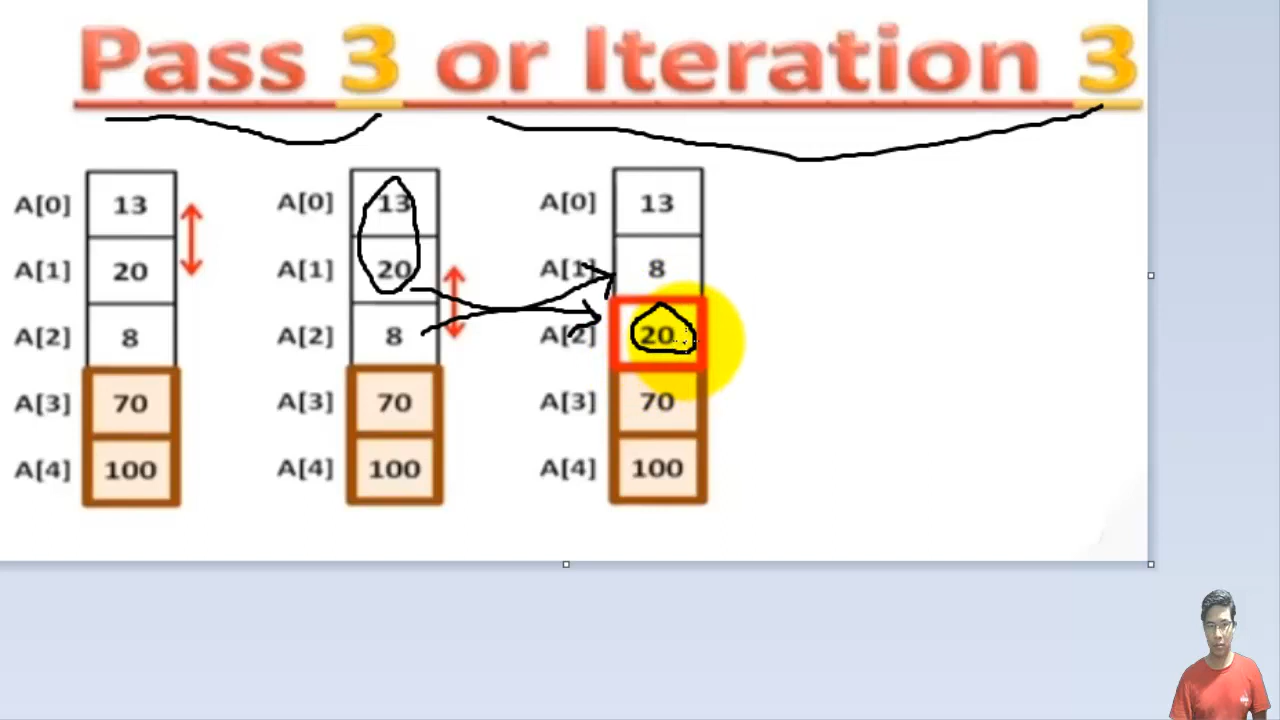 Pass 3 or Iteration 3
A[0] 13 A[0] 13 A[0] 13
A[1] 20 A[1] 20 A[1] 8
A[2] 8 A[2] 8 A[2] 20
A[3] 70 A[3] 70 A[3] 70
A[4] 100 A[4] 100 A[4] 100